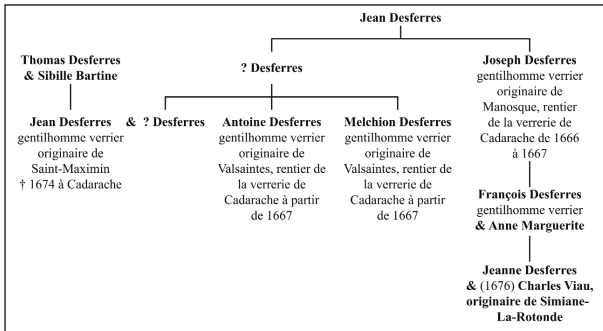 Jean Desferres
Thomas Desferres
& Sibille Bartine
? Desferres
Joseph Desferres
gentilhomme verrier
originaire de
Manosque, rentier
de la verrerie de
Cadarache de 1666
à 1667
Jean Desferres
gentilhomme verrier
originaire de
Saint-Maximin
† 1674 à Cadarache
& ? Desferres
Antoine Desferres
gentilhomme verrier
originaire de
Valsaintes, rentier de
la verrerie de
Cadarache à partir
de 1667
Melchion Desferres
gentilhomme verrier
originaire de
Valsaintes, rentier de
la verrerie de
Cadarache à partir
de 1667
François Desferres
gentilhomme verrier
& Anne Marguerite
Jeanne Desferres
& (1676) Charles Viau,
originaire de Simiane-
La-Rotonde